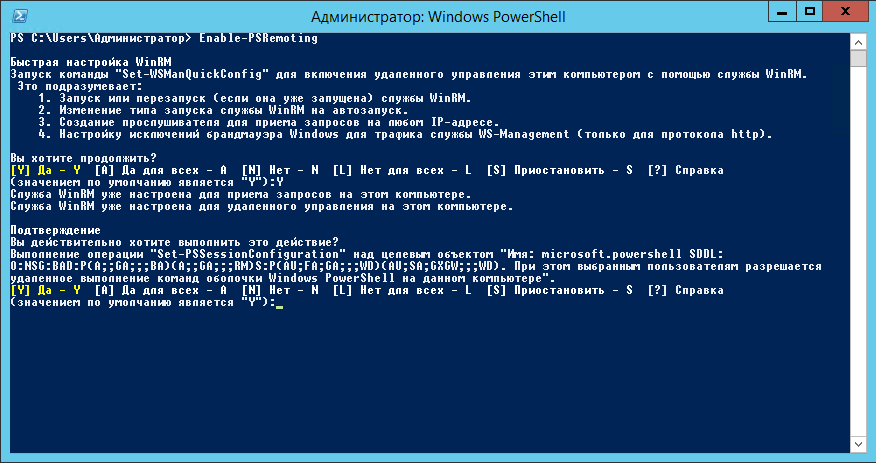 Администратор: Windows PowerShell
PS C:\Users\Администратор> Enable-PSRemoting
Быстрая настройка WinRM
Запуск команды "Set-WSManQuickConfig" для включения удаленного управления этим компьютером с помощью службы WinRM.
Это подразумевает:
1. Запуск или перезапуск (если она уже запущена) службы WinRM.
2. Изменение типа запуска службы WinRM на автозапуск.
3. Создание прослушивателя для приема запросов на любом IP-адресе.
4. Настройку исключений брандмауэра Windows для трафика службы WS-Management (только для протокола http).
Вы хотите продолжить?
[Y] Да - Y [A] Да для всех - A [N] Нет - N [L] Нет для всех - L [S] Приостановить - S [?] Справка
(значением по умолчанию является "Y"):Y
Служба WinRM уже настроена для приема запросов на этом компьютере.
Служба WinRM уже настроена для удаленного управления на этом компьютере.
Подтверждение
Вы действительно хотите выполнить это действие?
Выполнение операции "Set-PSSessionConfiguration" над целевым объектом "Имя: microsoft.powershell SDDL:
O:NSG:BAD:P(A;;GA;;;BA)(A;;GA;;;RM)S:P(AU;FA;GA;;;WD)(AU;SA;GXGW;;;WD). При этом выбранным пользователям разрешается
удаленное выполнение команд оболочки Windows PowerShell на данном компьютере".
[Y] Да - Y [A] Да для всех - A [N] Нет - N [L] Нет для всех - L [S] Приостановить - S [?] Справка
(значением по умолчанию является "Y"):